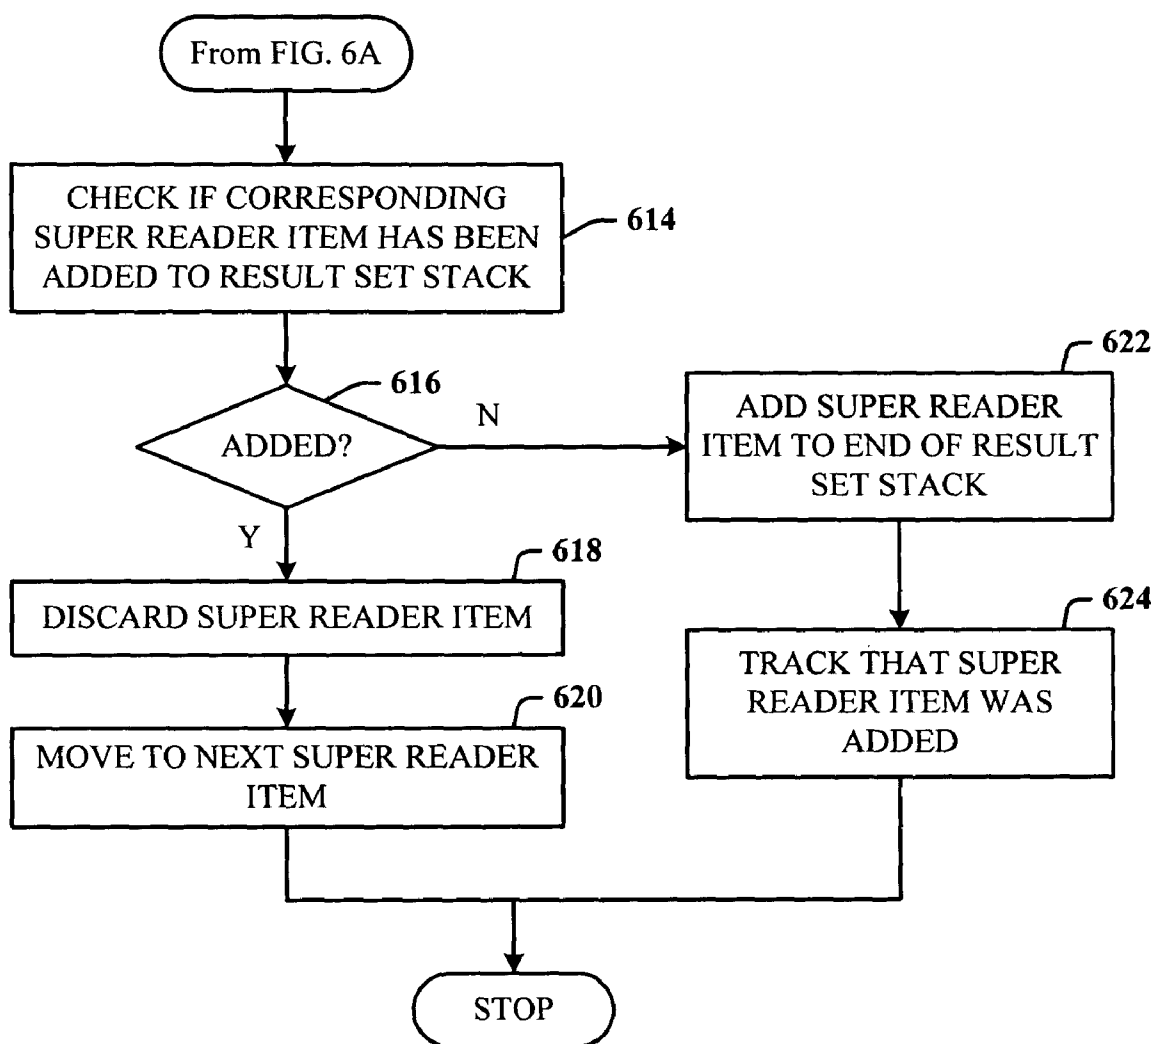 From FIG. 6A
CHECK IF CORRESPONDING
SUPER READER ITEM HAS BEEN
ADDED TO RESULT SET STACK
614
616
ADDED?
N
Y
622
ADD SUPER READER
ITEM TO END OF RESULT
SET STACK
618
DISCARD SUPER READER ITEM
624
TRACK THAT SUPER
READER ITEM WAS
ADDED
620
MOVE TO NEXT SUPER READER
ITEM
STOP